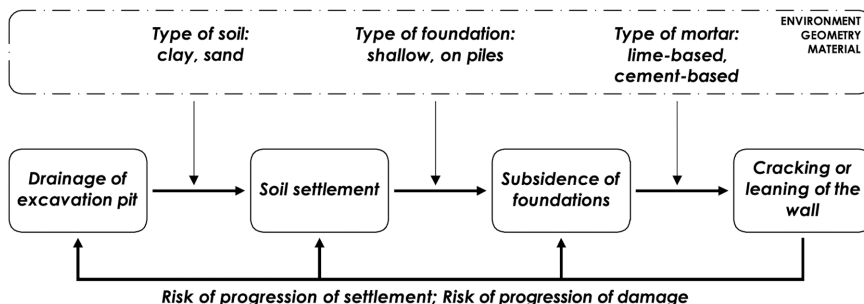 ENVIRONMENT
GEOMETRY
MATERIAL
Type of soil:
clay, sand
Type of foundation:
shallow, on piles
Type of mortar:
lime-based,
cement-based
Drainage of
excavation pit
Soil settlement
Subsidence of
foundations
Cracking or
leaning of the
wall
Risk of progression of settlement; Risk of progression of damage